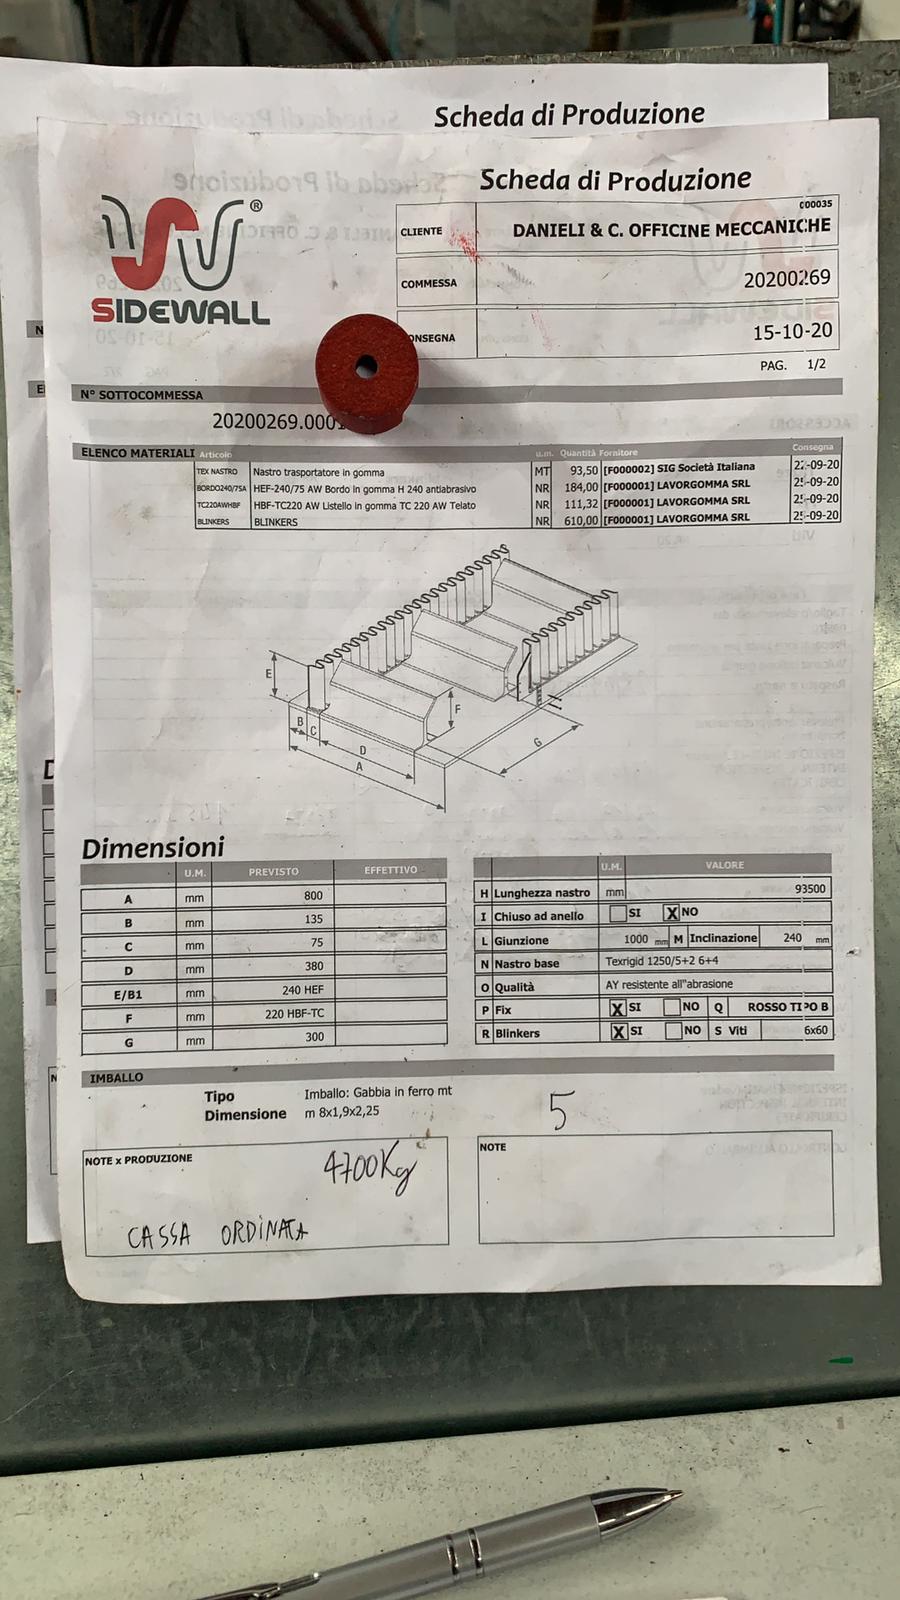 Scheda di Produzione
Scheda di Produzione
SIDEWALL ®
C00035
CLIENTE DANIELI & C. OFFICINE MECCANICHE
COMMESSA 20200269
15-10-20
PAG. 1/2
N° SOTTOCOMMESSA
20200269.0001
ELENCO MATERIALI Articolo u.m. Quantità Fornitore Consegna
TEX NASTRO Nastro trasportatore in gomma MT 93,50 [F000002] SIG Società Italiana 22-09-20
BORDO240/75A HEF-240/75 AW Bordo in gomma H 240 antiabrasivo NR 184,00 [F000001] LAVORGOMMA SRL 25-09-20
TC220AWHBF HBF-TC220 AW Listello in gomma TC 220 AW Telato NR 111,32 [F000001] LAVORGOMMA SRL 25-09-20
BLINKERS BLINKERS NR 610,00 [F000001] LAVORGOMMA SRL 25-09-20
E
F
B
C
D
A
G
Dimensioni
U.M. PREVISTO EFFETTIVO
A mm 800
B mm 135
C mm 75
D mm 380
E/B1 mm 240 HEF
F mm 220 HBF-TC
G mm 300
U.M. VALORE
H Lunghezza nastro mm 93500
I Chiuso ad anello SI X NO
L Giunzione 1000 mm M Inclinazione 240 mm
N Nastro base Texrigid 1250/5+2 6+4
O Qualità AY resistente all"abrasione
P Fix X SI NO Q ROSSO TIPO B
R Blinkers X SI NO S Viti 6x60
IMBALLO
Tipo Imballo: Gabbia in ferro mt
Dimensione m 8x1,9x2,25
5
NOTE x PRODUZIONE
4700Kg
CASSA ORDINATA
NOTE